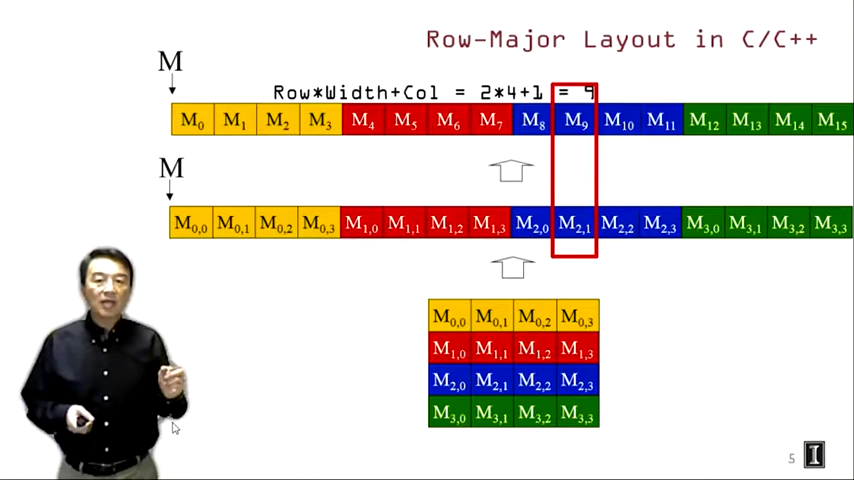 Row-Major Layout in C/C++
M
Row*Width+Col = 2*4+1 = 9
M0 M1 M2 M3 M4 M5 M6 M7 M8 M9 M10 M11 M12 M13 M14 M15
M
M0,0 M0,1 M0,2 M0,3 M1,0 M1,1 M1,2 M1,3 M2,0 M2,1 M2,2 M2,3 M3,0 M3,1 M3,2 M3,3
M0,0 M0,1 M0,2 M0,3
M1,0 M1,1 M1,2 M1,3
M2,0 M2,1 M2,2 M2,3
M3,0 M3,1 M3,2 M3,3
5 I